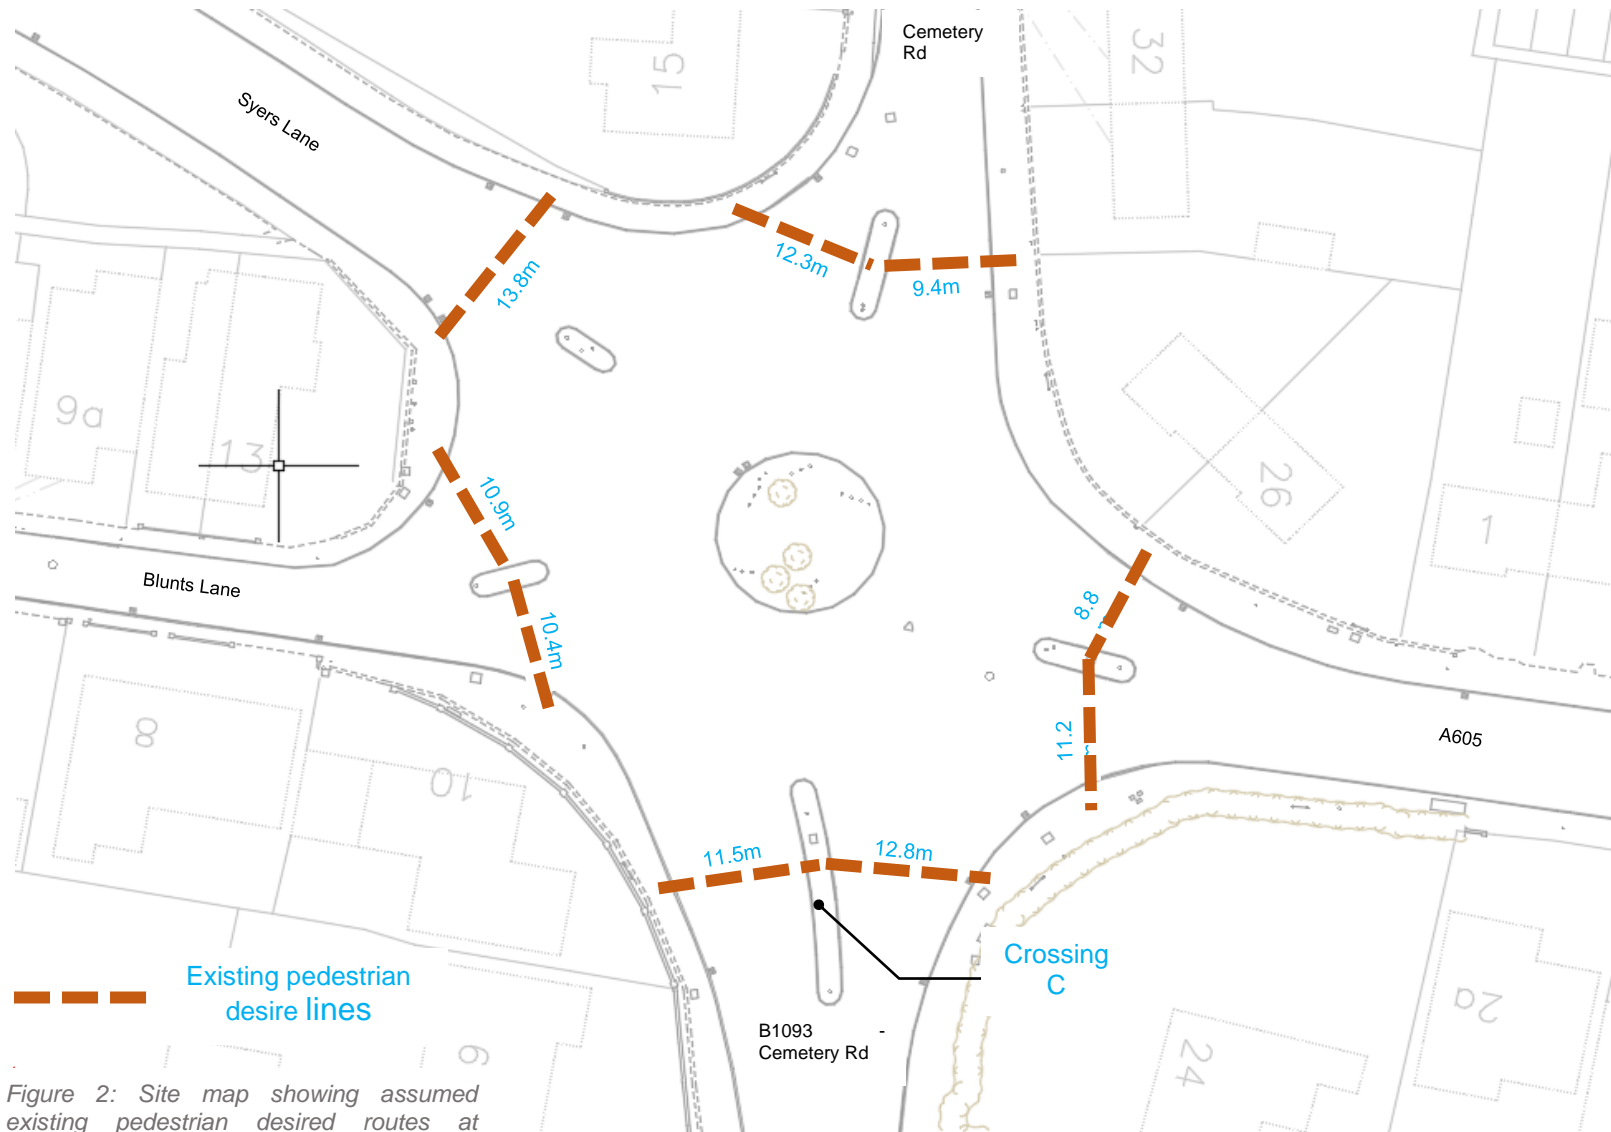 Cemetery
Rd
15
32
Syers Lane
12.3m
9.4m
13.8m
9a
13
10.9m
26
1
Blunts Lane
8.8
10.4m
8
11.2
A605
10
11.5m
12.8m
Crossing
C
Existing pedestrian
desire lines
2a
B1093 -
Cemetery Rd
24
6
Figure 2: Site map showing assumed
existing pedestrian desired routes at